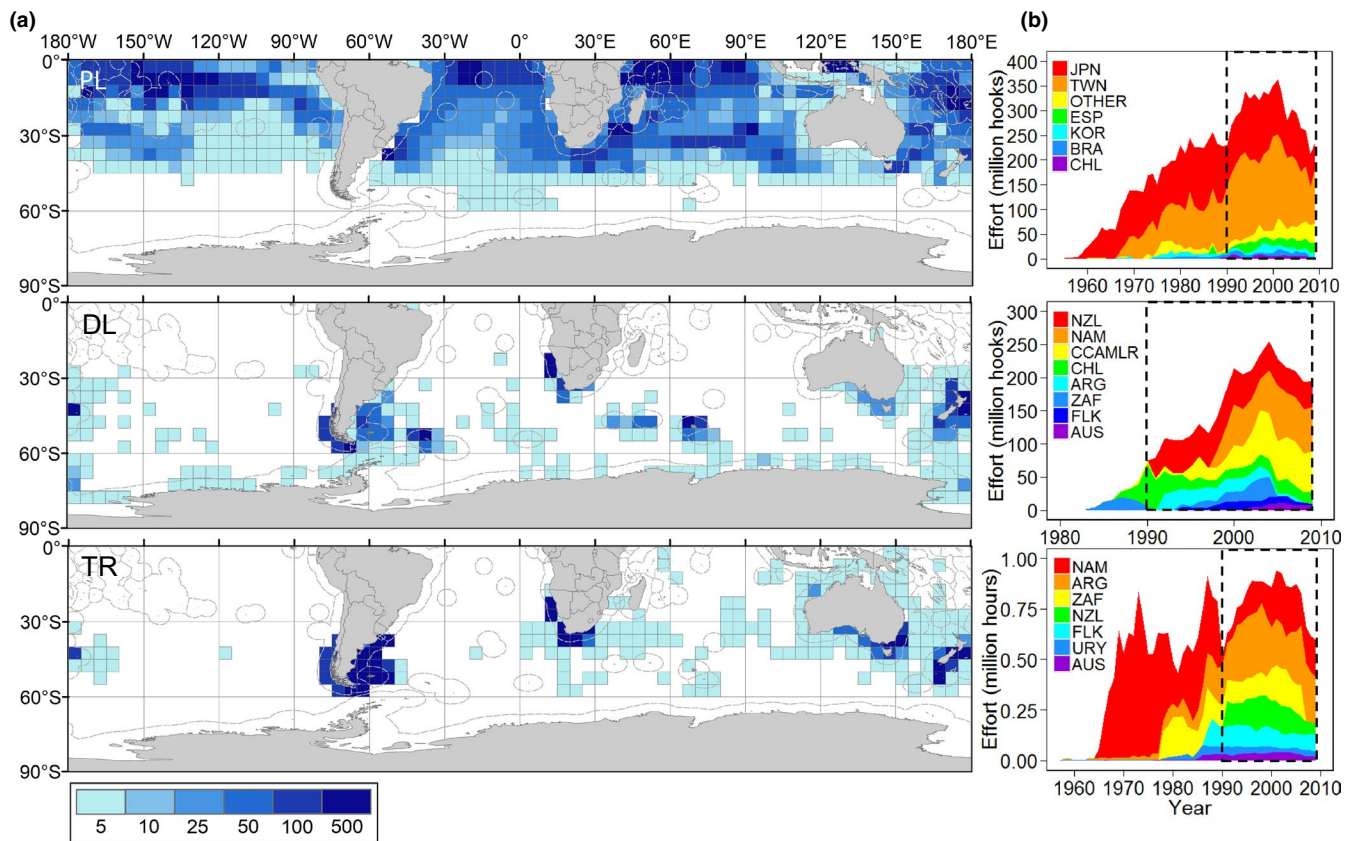 (a)
180°W 150°W 120°W 90°W 60°W 30°W 0° 30°E 60°E 90°E 120°E 150°E 180°E
0°
30°S
60°S
90°S
PL
0°
30°S
60°S
90°S
DL
0°
30°S
60°S
90°S
TR
5 10 25 50 100 500
(b)
Effort (million hooks)
400
350
300
250
200
150
100
50
0
JPN
TWN
OTHER
ESP
KOR
BRA
CHL
1960 1970 1980 1990 2000 2010
Effort (million hooks)
300
250
200
150
100
50
0
NZL
NAM
CCAMLR
CHL
ARG
ZAF
FLK
AUS
1980 1990 2000 2010
Effort (million hours)
1.00
0.75
0.50
0.25
0.00
NAM
ARG
ZAF
NZL
FLK
URY
AUS
1960 1970 1980 1990 2000 2010
Year